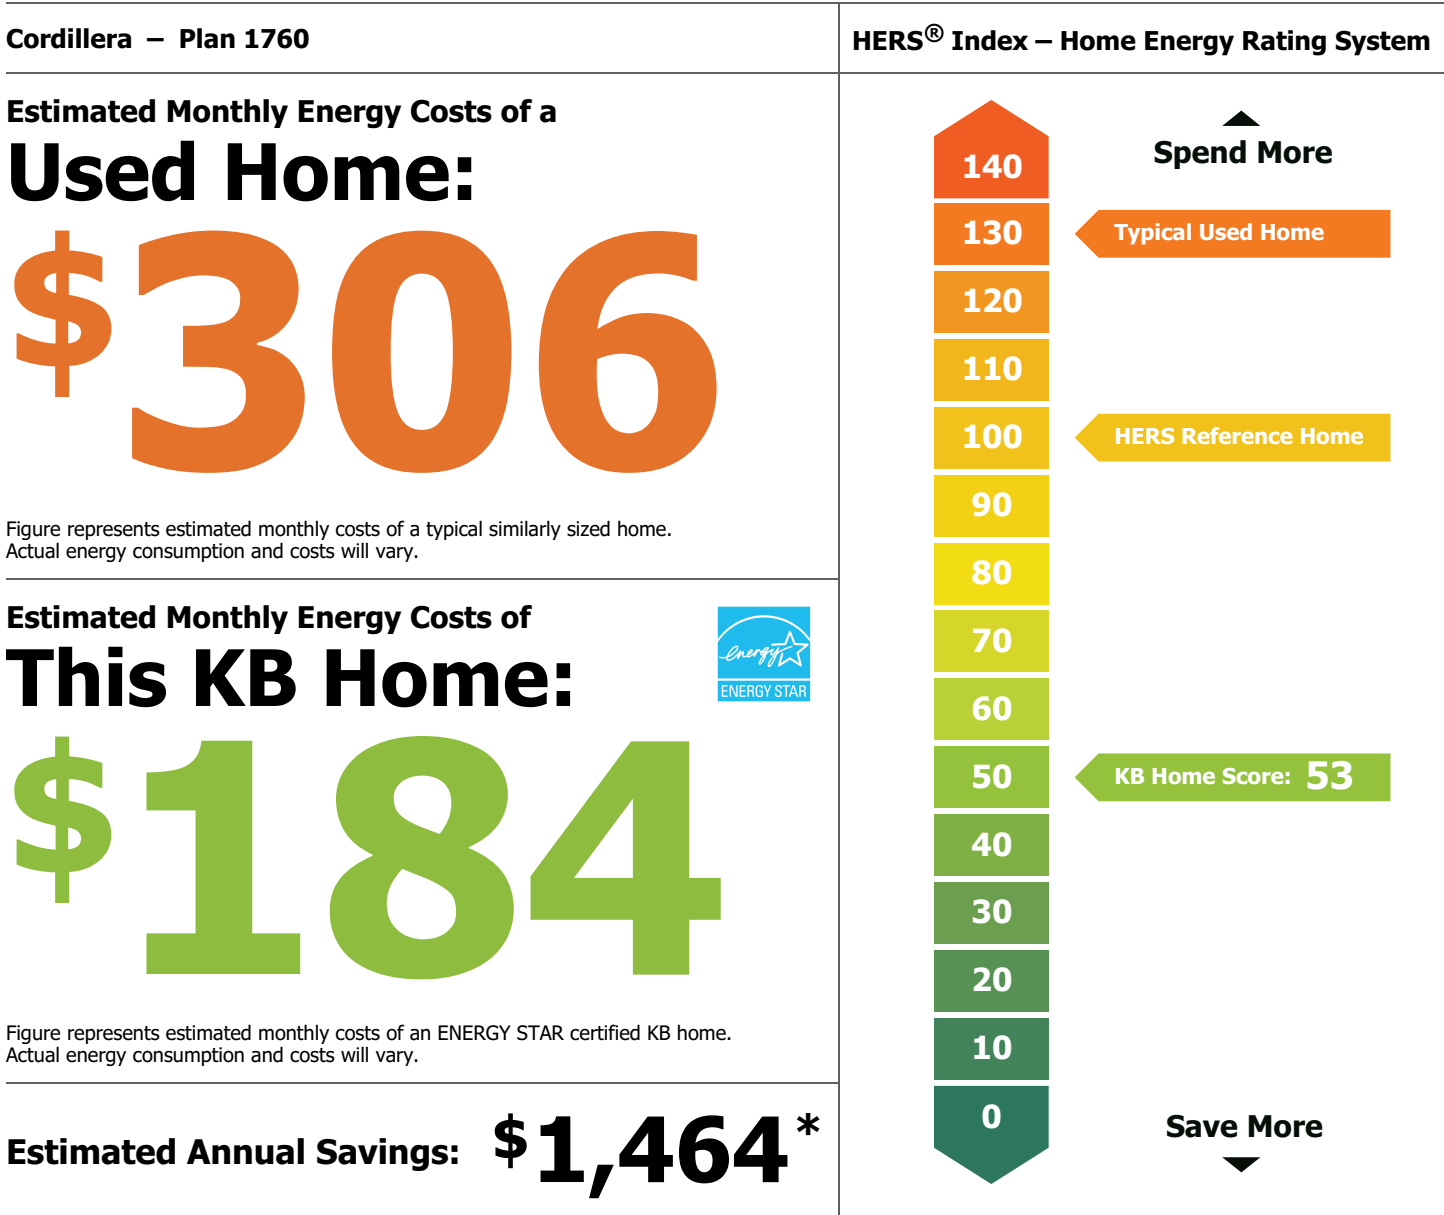 Cordillera – Plan 1760
Estimated Monthly Energy Costs of a
Used Home:
$306
Figure represents estimated monthly costs of a typical similarly sized home.
Actual energy consumption and costs will vary.
Estimated Monthly Energy Costs of
This KB Home:
energy
ENERGY STAR
$184
Figure represents estimated monthly costs of an ENERGY STAR certified KB home.
Actual energy consumption and costs will vary.
Estimated Annual Savings: $1,464*
HERS® Index – Home Energy Rating System
Spend More
140
130 Typical Used Home
120
110
100 HERS Reference Home
90
80
70
60
50 KB Home Score: 53
40
30
20
10
0
Save More